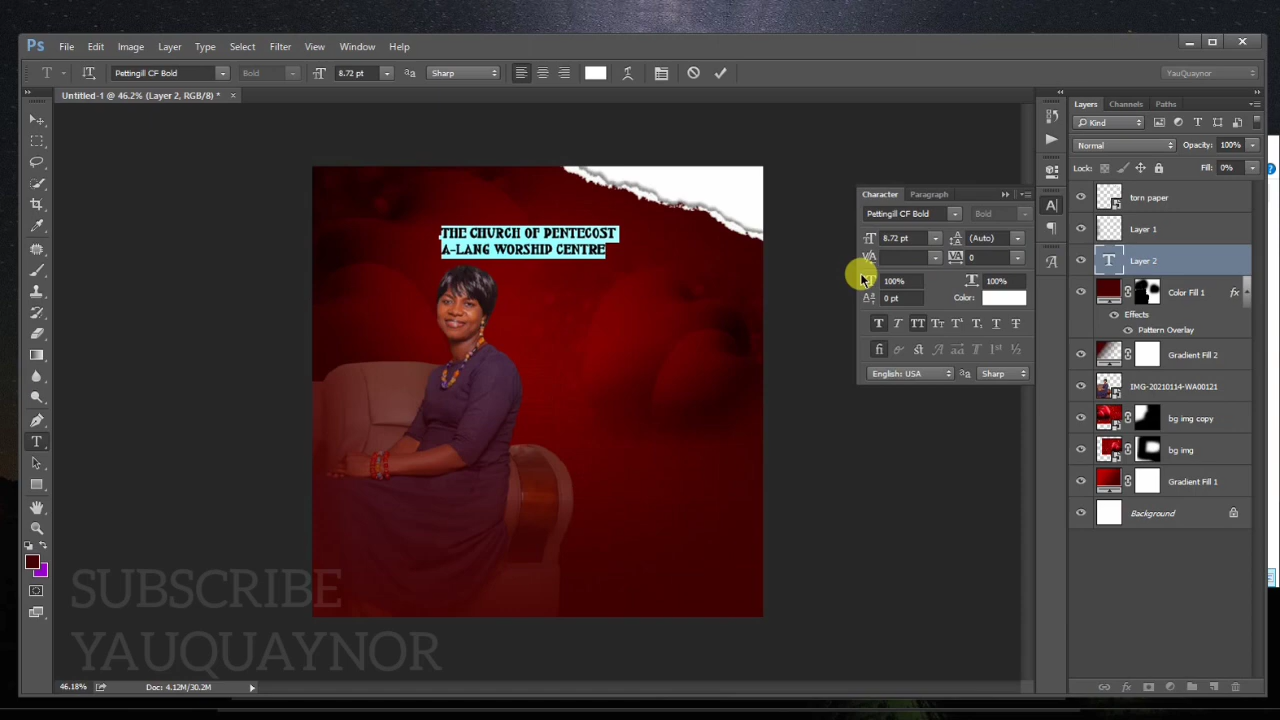 Ps File Edit Image Layer Type Select Filter View Window Help
T Pettingill CF Bold Bold 8.72 pt aa Sharp YauQuaynor
Untitled-1 @ 46.2% (Layer 2, RGB/8) * ×
Layers Channels Paths
Kind
Normal Opacity: 100%
Lock: Fill: 0%
torn paper
Layer 1
Layer 2
Color Fill 1 fx
Effects
Pattern Overlay
Gradient Fill 2
IMG-20210114-WA00121
bg img copy
bg img
Gradient Fill 1
Background
Character Paragraph
Pettingill CF Bold Bold
8.72 pt (Auto)
0
100% 100%
0 pt Color:
English: USA aa Sharp
THE CHURCH OF PENTECOST
A-LANG WORSHIP CENTRE
SUBSCRIBE
YAUQUAYNOR
46.18% Doc: 4.12M/30.2M